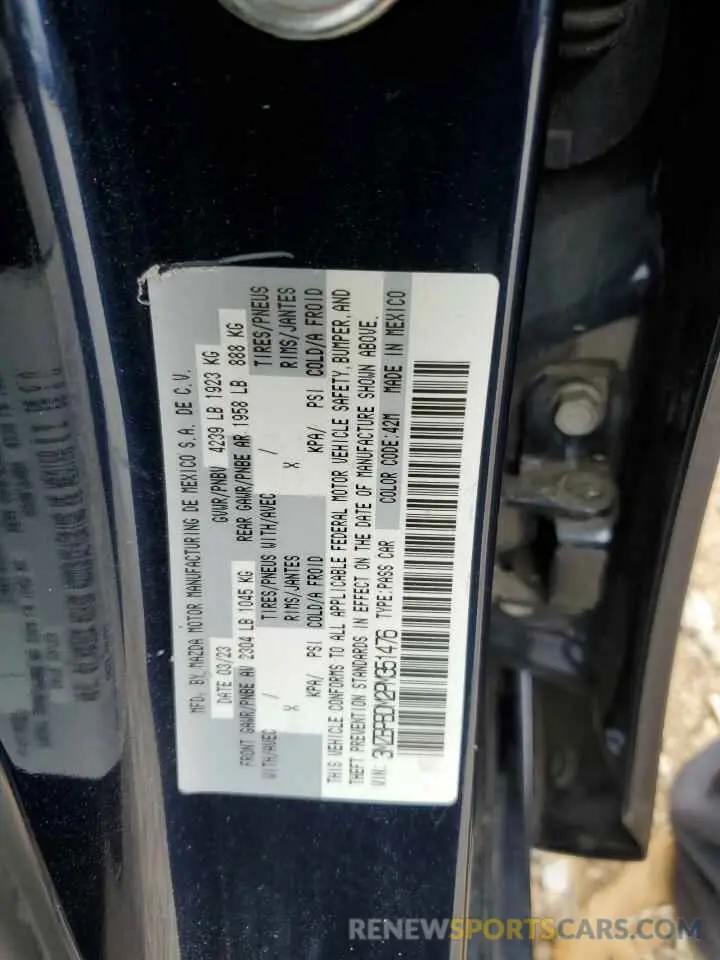 MFD. BY MAZDA MOTOR MANUFACTURING DE MEXICO S.A. DE C.V.
DATE 03/23 GVWR/PNBV 4239 LB 1923 KG
FRONT GAWR/PNBE AV 2304 LB 1045 KG REAR GAWR/PNBE AR 1958 LB 888 KG
WITH/AVEC / TIRES/PNEUS WITH/AVEC / TIRES/PNEUS
X RIMS/JANTES X RIMS/JANTES
KPA/ PSI COLD/A FROID KPA/ PSI COLD/A FROID
THIS VEHICLE CONFORMS TO ALL APPLICABLE FEDERAL MOTOR VEHICLE SAFETY, BUMPER, AND
THEFT PREVENTION STANDARDS IN EFFECT ON THE DATE OF MANUFACTURE SHOWN ABOVE.
VIN: 3MZBPBDM2PM351476 TYPE:PASS CAR COLOR CODE:42M MADE IN MEXICO
RENEWSPORTSCARS.COM